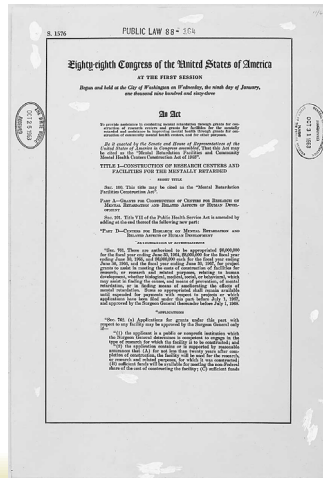 S. 1576
PUBLIC LAW 88-164
Eighty-eighth Congress of the United States of America
AT THE FIRST SESSION
Begun and held at the City of Washington on Wednesday, the ninth day of January,
one thousand nine hundred and sixty-three
An Act
To provide assistance in combating mental retardation through grants for con-
struction of research centers and grants for facilities for the mentally
retarded and assistance in improving mental health through grants for con-
struction of community mental health centers, and for other purposes.
Be it enacted by the Senate and House of Representatives of the
United States of America in Congress assembled, That this Act may
be cited as the "Mental Retardation Facilities and Community
Mental Health Centers Construction Act of 1963".
TITLE I—CONSTRUCTION OF RESEARCH CENTERS
AND FACILITIES FOR THE MENTALLY RETARDED
SHORT TITLE
SEC. 100. This title may be cited as the "Mental Retardation
Facilities Construction Act".
PART A—GRANTS FOR CONSTRUCTION OF CENTERS FOR RESEARCH ON
MENTAL RETARDATION AND RELATED ASPECTS OF HUMAN DEVEL-
OPMENT
SEC. 101. Title VII of the Public Health Service Act is amended by
adding at the end thereof the following new part:
"PART D—CENTERS FOR RESEARCH ON MENTAL RETARDATION AND
RELATED ASPECTS OF HUMAN DEVELOPMENT
"AUTHORIZATION OF APPROPRIATIONS
"SEC. 761. There are authorized to be appropriated $6,000,000
for the fiscal year ending June 30, 1964, $8,000,000 for the fiscal year
ending June 30, 1965, and $6,000,000 each for the fiscal year ending
June 30, 1966, and the fiscal year ending June 30, 1967, for project
grants to assist in meeting the costs of construction of facilities for
research, or research and related purposes, relating to human
development, whether biological, medical, social, or behavioral, which
may assist in finding the causes, and means of prevention, of mental
retardation, or in finding means of ameliorating the effects of
mental retardation. Sums so appropriated shall remain available
until expended for payments with respect to projects for which
applications have been filed under this part before July 1, 1967,
and approved by the Surgeon General thereunder before July 1, 1968.
"APPLICATIONS
"SEC. 762. (a) Applications for grants under this part with
respect to any facility may be approved by the Surgeon General only
if—
"(1) the applicant is a public or nonprofit institution which
the Surgeon General determines is competent to engage in the
type of research for which the facility is to be constructed; and
"(2) the application contains or is supported by reasonable
assurances that (A) for not less than twenty years after com-
pletion of construction, the facility will be used for the research,
or research and related purposes, for which it was constructed;
(B) sufficient funds will be available for meeting the non-Federal
share of the cost of constructing the facility; (C) sufficient funds